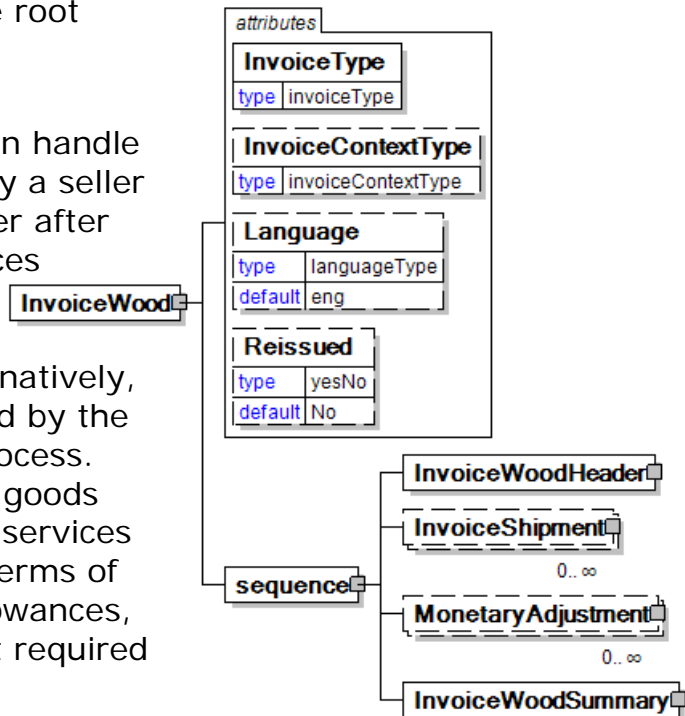 e root
n handle
y a seller
er after
ces
natively,
d by the
ocess.
goods
services
erms of
owances,
t required
attributes
InvoiceType
type invoiceType
InvoiceContextType
type invoiceContextType
Language
type languageType
default eng
Reissued
type yesNo
default No
InvoiceWood
sequence
InvoiceWoodHeader
InvoiceShipment
0.. ∞
MonetaryAdjustment
0.. ∞
InvoiceWoodSummary